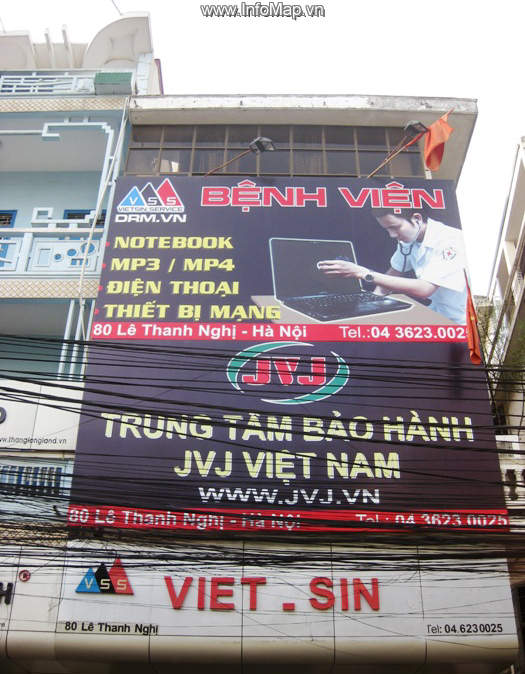 www.InfoMap.vn
VSS
VIETSIN SERVICE
DRM.VN
BỆNH VIỆN
NOTEBOOK
MP3 / MP4
ĐIỆN THOẠI
THIẾT BỊ MẠNG
80 Lê Thanh Nghị - Hà Nội Tel.:04 3623.0025
JVJ
TRUNG TÂM BẢO HÀNH
JVJ VIỆT NAM
WWW.JVJ.VN
80 Lê Thanh Nghị - Hà Nội Tel.: 04 3623.0025
www.thanglongland.vn
VSS
VIET.SIN
80 Lê Thanh Nghị Tel: 04.6230025